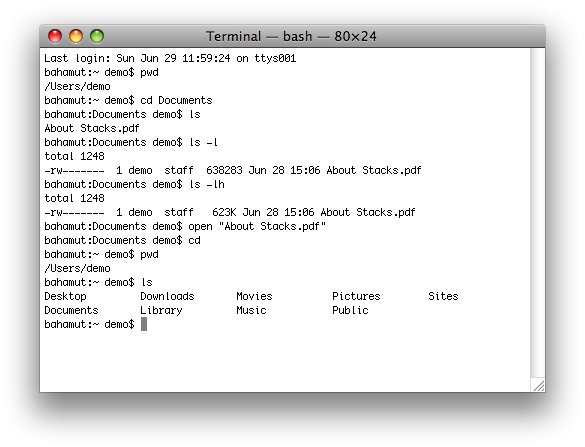 Terminal — bash — 80×24
Last login: Sun Jun 29 11:59:24 on ttys001
bahamut:~ demo$ pwd
/Users/demo
bahamut:~ demo$ cd Documents
bahamut:Documents demo$ ls
About Stacks.pdf
bahamut:Documents demo$ ls -l
total 1248
-rw-------  1 demo  staff  638283 Jun 28 15:06 About Stacks.pdf
bahamut:Documents demo$ ls -lh
total 1248
-rw-------  1 demo  staff   623K Jun 28 15:06 About Stacks.pdf
bahamut:Documents demo$ open "About Stacks.pdf"
bahamut:Documents demo$ cd
bahamut:~ demo$ pwd
/Users/demo
bahamut:~ demo$ ls
Desktop         Downloads       Movies          Pictures        Sites
Documents       Library         Music           Public
bahamut:~ demo$